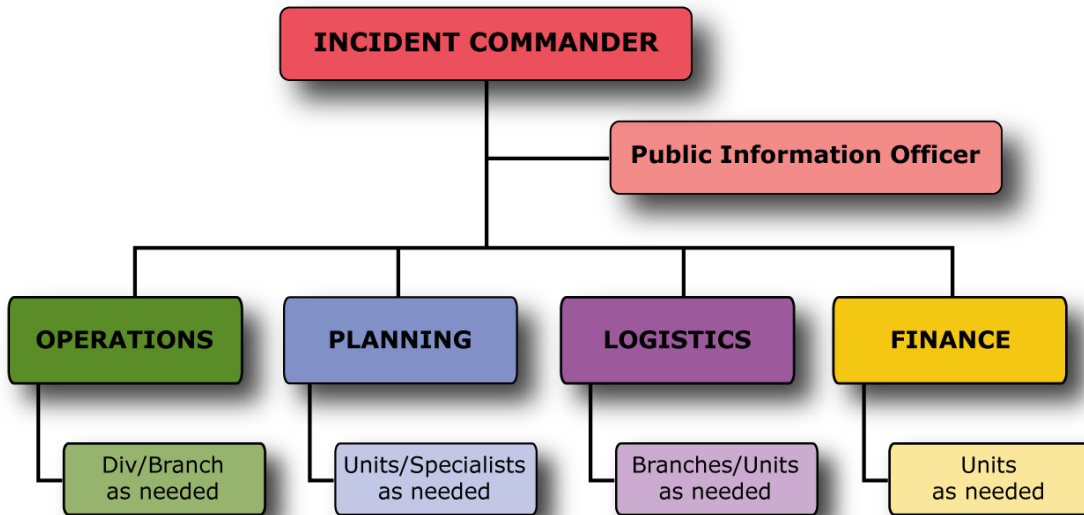 INCIDENT COMMANDER
Public Information Officer
OPERATIONS
PLANNING
LOGISTICS
FINANCE
Div/Branch
as needed
Units/Specialists
as needed
Branches/Units
as needed
Units
as needed